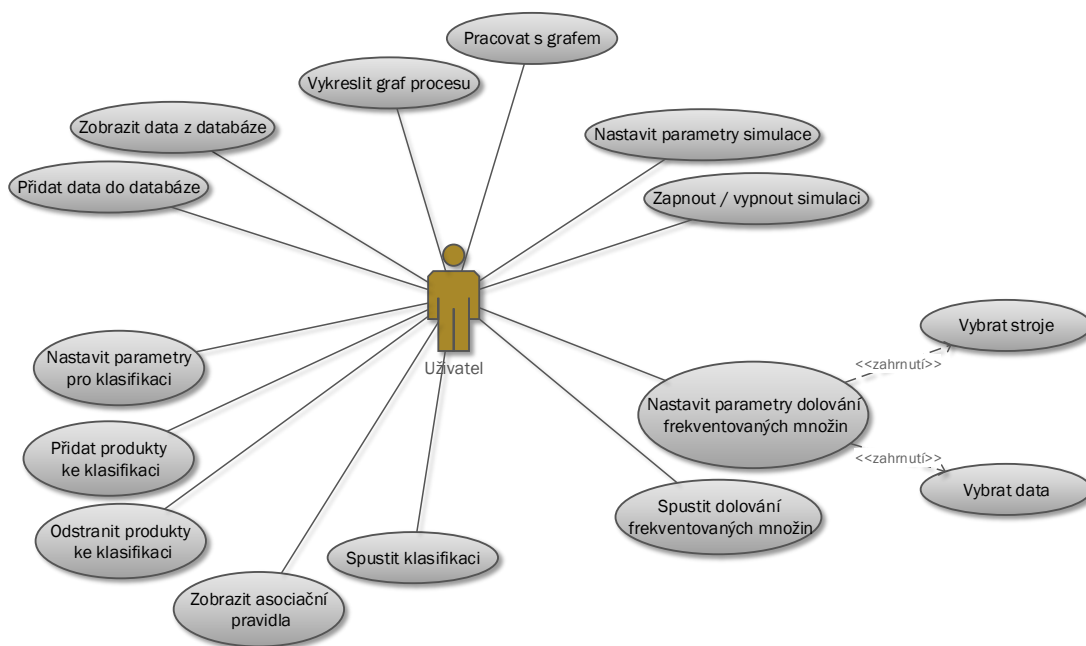 Pracovat s grafem
Vykreslit graf procesu
Zobrazit data z databáze
Nastavit parametry simulace
Přidat data do databáze
Zapnout / vypnout simulaci
Uživatel
Nastavit parametry
pro klasifikaci
Přidat produkty
ke klasifikaci
Odstranit produkty
ke klasifikaci
Zobrazit asociační
pravidla
Spustit klasifikaci
Spustit dolování
frekventovaných množin
Nastavit parametry dolování
frekventovaných množin
<<zahrnutí>>
Vybrat stroje
<<zahrnutí>>
Vybrat data